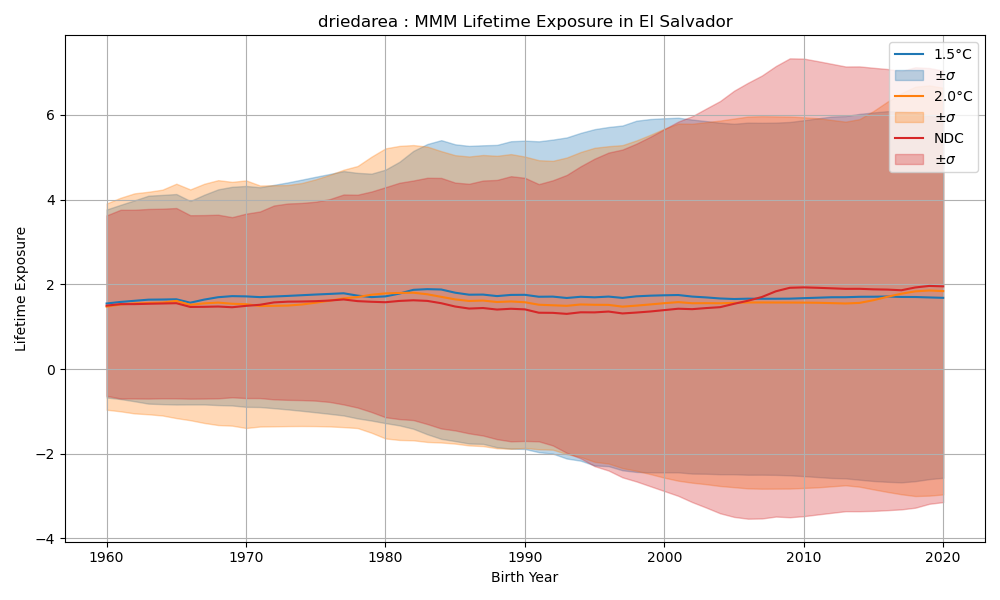 driedarea : MMM Lifetime Exposure in El Salvador
1.5°C
±σ
2.0°C
±σ
NDC
±σ
Lifetime Exposure
6
4
2
0
−2
−4
1960 1970 1980 1990 2000 2010 2020
Birth Year